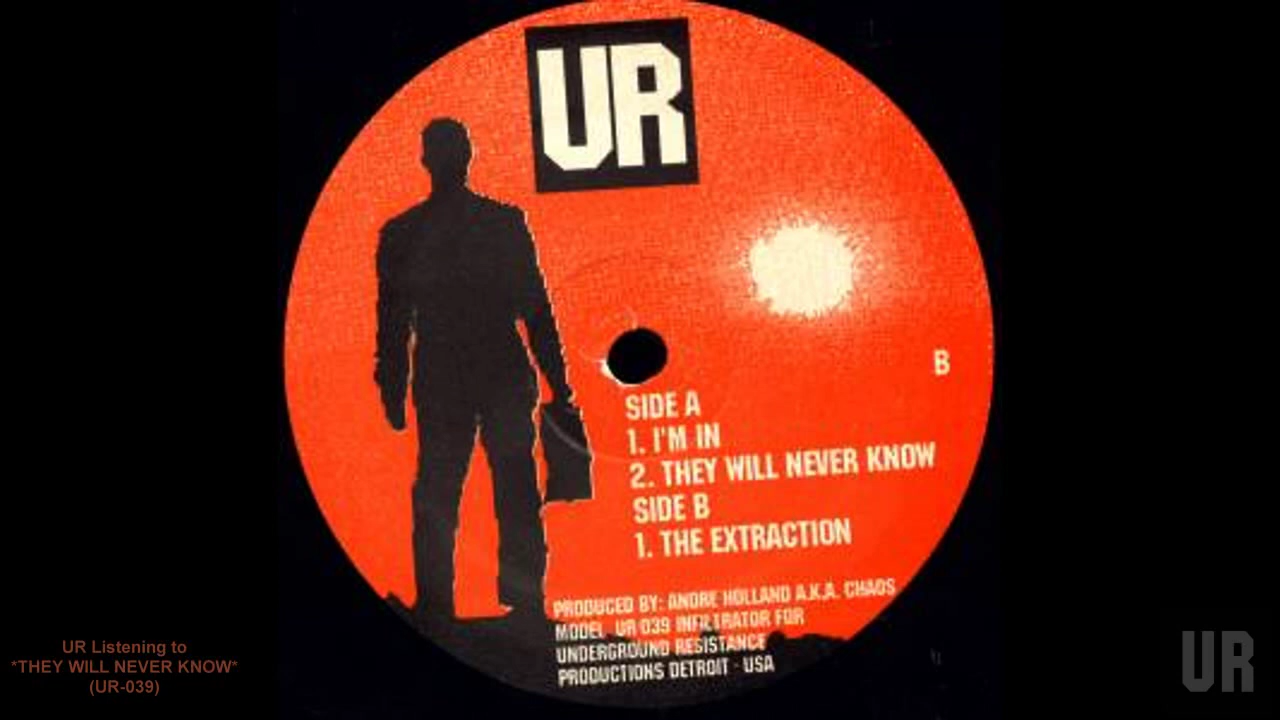 UR
B
SIDE A
1. I'M IN
2. THEY WILL NEVER KNOW
SIDE B
1. THE EXTRACTION
PRODUCED BY: ANDRE HOLLAND A.K.A. CHAOS
MODEL UR 039 INFILTRATOR FOR
UNDERGROUND RESISTANCE
PRODUCTIONS DETROIT - USA
UR Listening to
*THEY WILL NEVER KNOW*
(UR-039)
UR